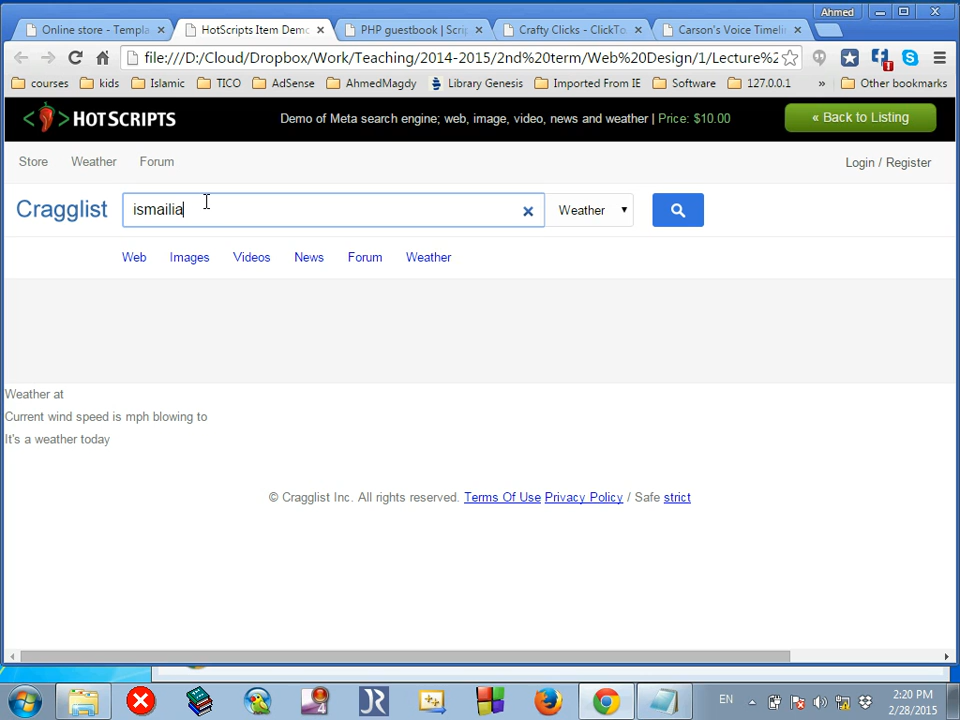 Ahmed
Online store - Templa
HotScripts Item Demo
PHP guestbook | Scrip
Crafty Clicks - ClickTo
Carson's Voice Timeli
file:///D:/Cloud/Dropbox/Work/Teaching/2014-2015/2nd%20term/Web%20Design/1/Lecture%2
courses kids Islamic TICO AdSense AhmedMagdy Library Genesis Imported From IE Software 127.0.0.1 » Other bookmarks
< > HOTSCRIPTS Demo of Meta search engine; web, image, video, news and weather | Price: $10.00 « Back to Listing
Store Weather Forum Login / Register
Cragglist ismailia Weather
Web Images Videos News Forum Weather
Weather at
Current wind speed is mph blowing to
It's a weather today
© Cragglist Inc. All rights reserved. Terms Of Use Privacy Policy / Safe strict
EN 2:20 PM
2/28/2015